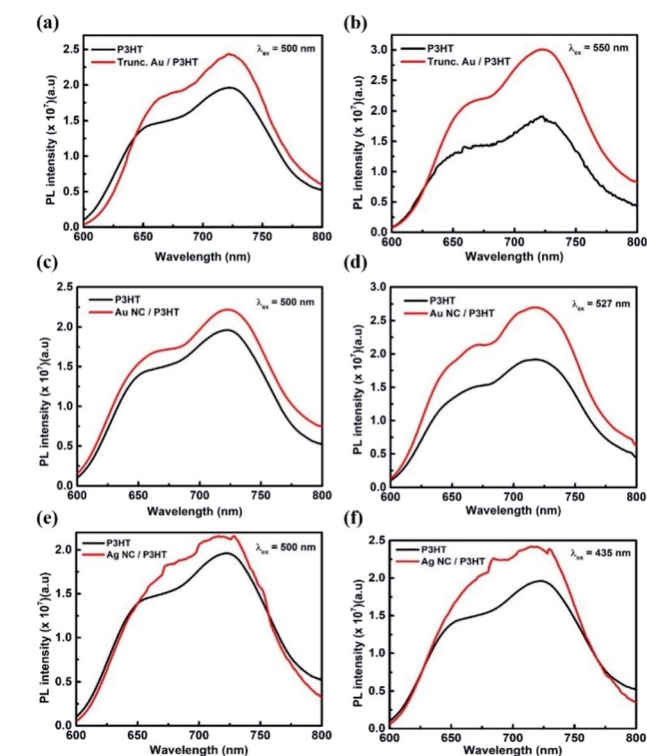 (a)
P3HT
Trunc. Au / P3HT
λex = 500 nm
PL intensity (x 10⁷)(a.u)
2.5
2.0
1.5
1.0
0.5
0.0
600 650 700 750 800
Wavelength (nm)
(b)
P3HT
Trunc. Au / P3HT
λex = 550 nm
PL intensity (x 10⁷)(a.u)
3.0
2.5
2.0
1.5
1.0
0.5
0.0
600 650 700 750 800
Wavelength (nm)
(c)
P3HT
Au NC / P3HT
λex = 500 nm
PL intensity (x 10⁷)(a.u)
2.5
2.0
1.5
1.0
0.5
0.0
600 650 700 750 800
Wavelength (nm)
(d)
P3HT
Au NC / P3HT
λex = 527 nm
PL intensity (x 10⁷)(a.u)
3.0
2.5
2.0
1.5
1.0
0.5
0.0
600 650 700 750 800
Wavelength (nm)
(e)
P3HT
Ag NC / P3HT
λex = 500 nm
PL intensity (x 10⁷)(a.u)
2.0
1.5
1.0
0.5
0.0
600 650 700 750 800
Wavelength (nm)
(f)
P3HT
Ag NC / P3HT
λex = 435 nm
PL intensity (x 10⁷)(a.u)
2.5
2.0
1.5
1.0
0.5
0.0
600 650 700 750 800
Wavelength (nm)